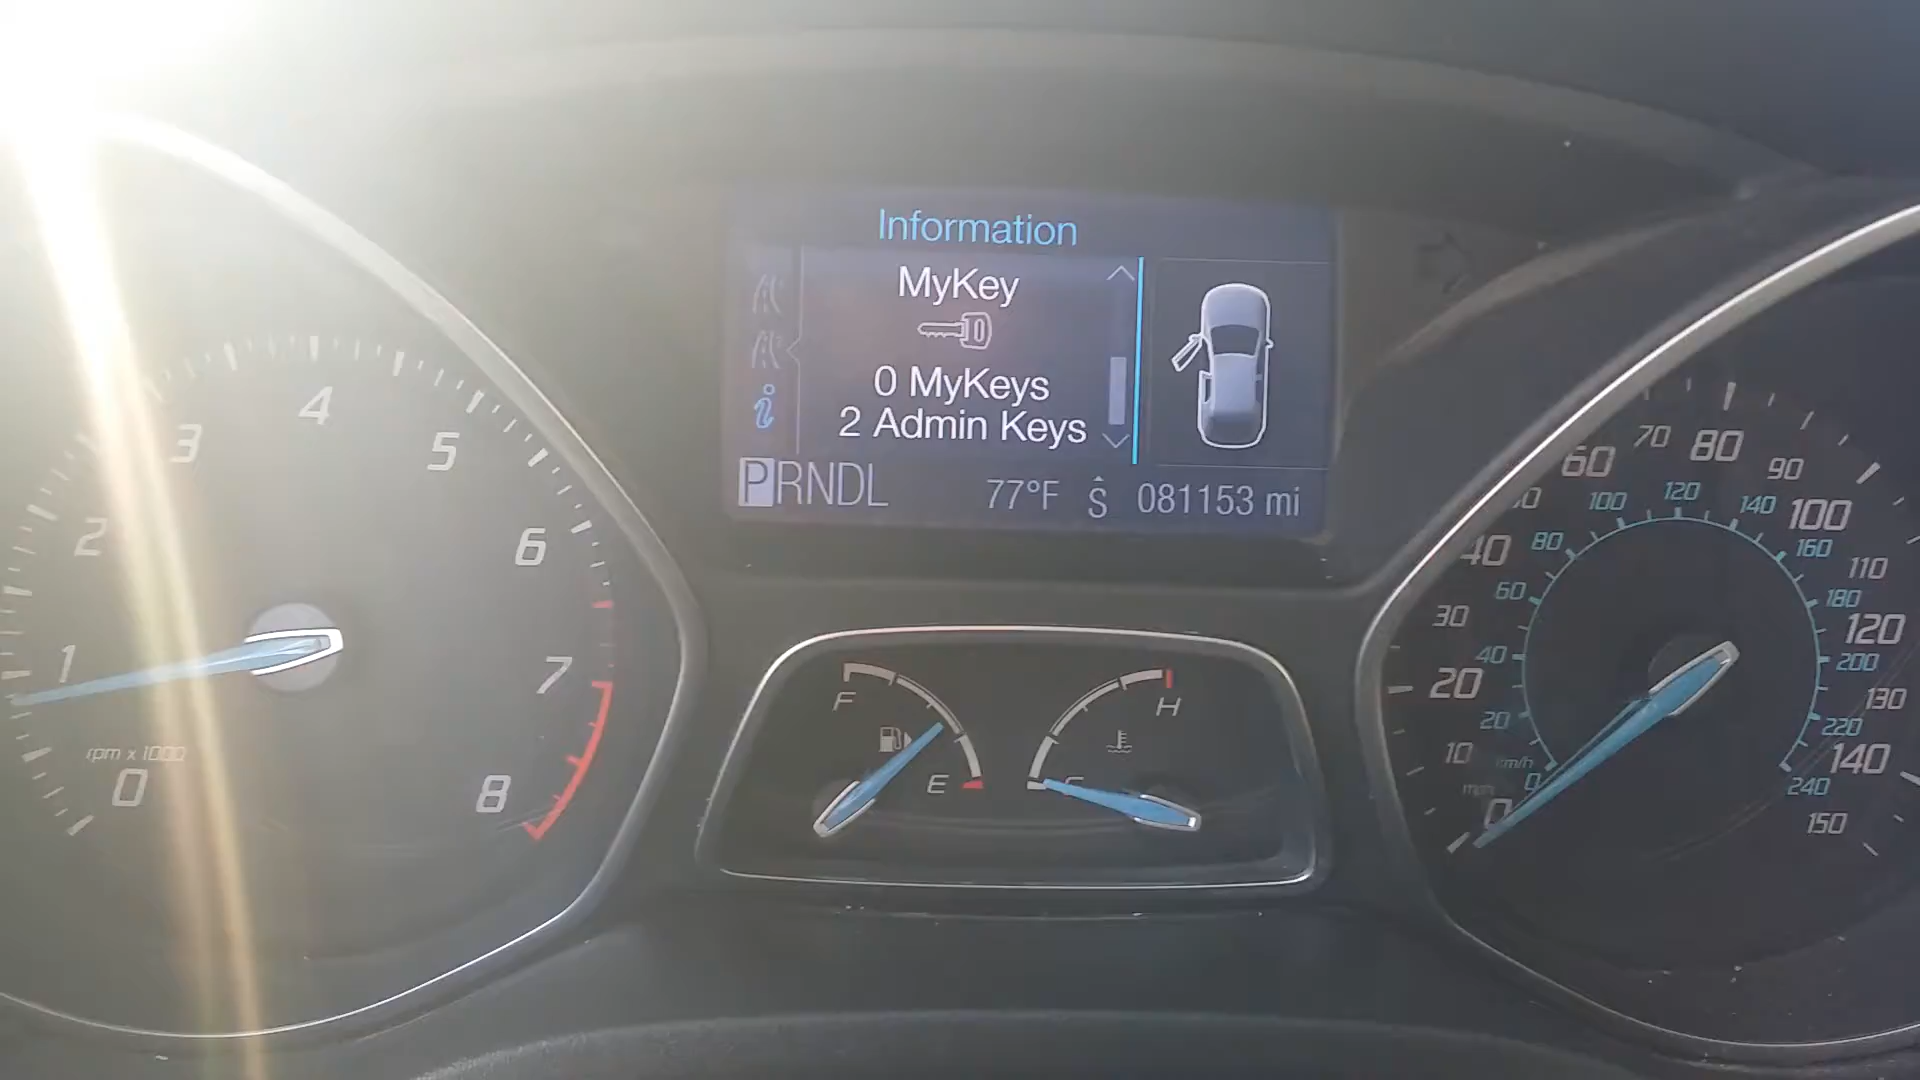 Information
MyKey
0 MyKeys
2 Admin Keys
PRNDL 77°F S 081153 mi
0 1 2 3 4 5 6 7 8
rpm x 1000
F E
H
mph 0 10 20 30 40 60 70 80 90 100 110 120 130 140 150
km/h 0 20 40 60 80 100 120 140 160 180 200 220 240